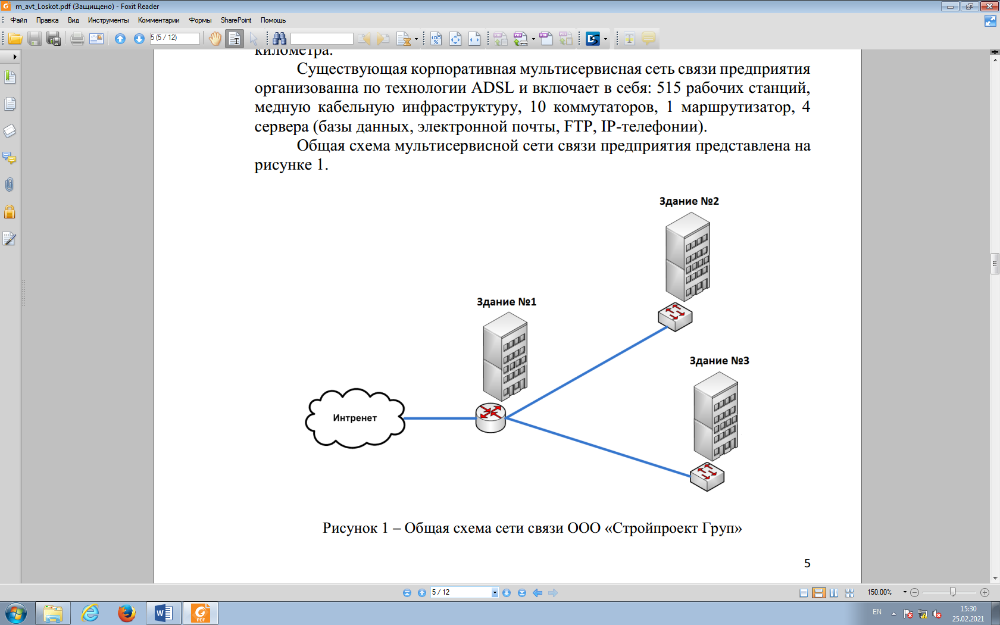 m_avt_Loskot.pdf (Защищено) - Foxit Reader
Файл Правка Вид Инструменты Комментарии Формы SharePoint Помощь
5 (5 / 12)
километра.
Существующая корпоративная мультисервисная сеть связи предприятия
организованна по технологии ADSL и включает в себя: 515 рабочих станций,
медную кабельную инфраструктуру, 10 коммутаторов, 1 маршрутизатор, 4
сервера (базы данных, электронной почты, FTP, IP-телефонии).
Общая схема мультисервисной сети связи предприятия представлена на
рисунке 1.
Здание №2
Здание №1
Здание №3
Интренет
Рисунок 1 – Общая схема сети связи ООО «Стройпроект Груп»
5
5 / 12
150.00%
EN
15:30
25.02.2021